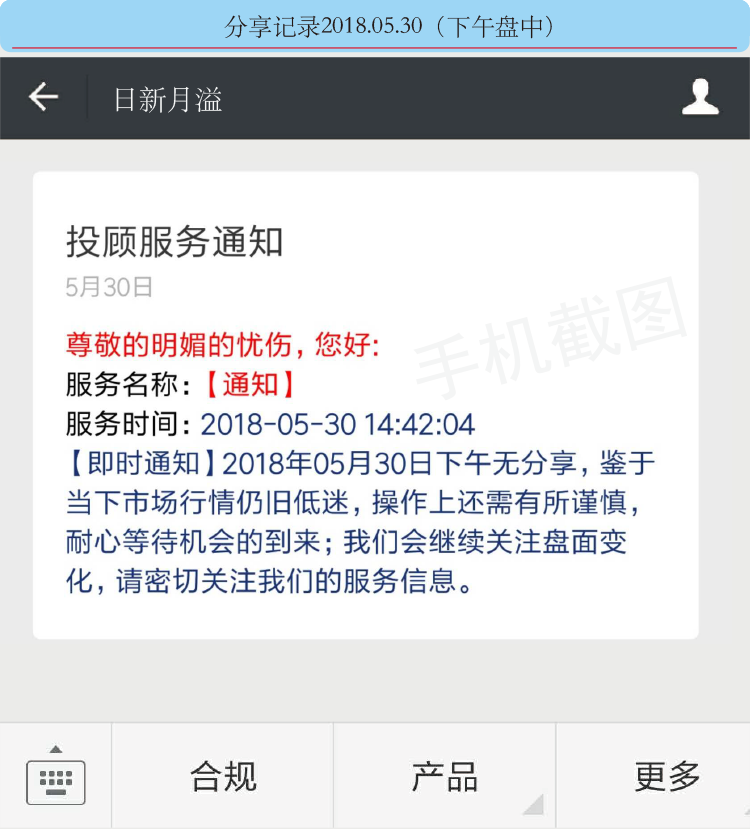 分享记录2018.05.30（下午盘中）
日新月溢
投顾服务通知
5月30日
手机截图
尊敬的明媚的忧伤，您好:
服务名称：【通知】
服务时间：2018-05-30 14:42:04
【即时通知】2018年05月30日下午无分享，鉴于
当下市场行情仍旧低迷，操作上还需有所谨慎，
耐心等待机会的到来；我们会继续关注盘面变
化，请密切关注我们的服务信息。
合规
产品
更多